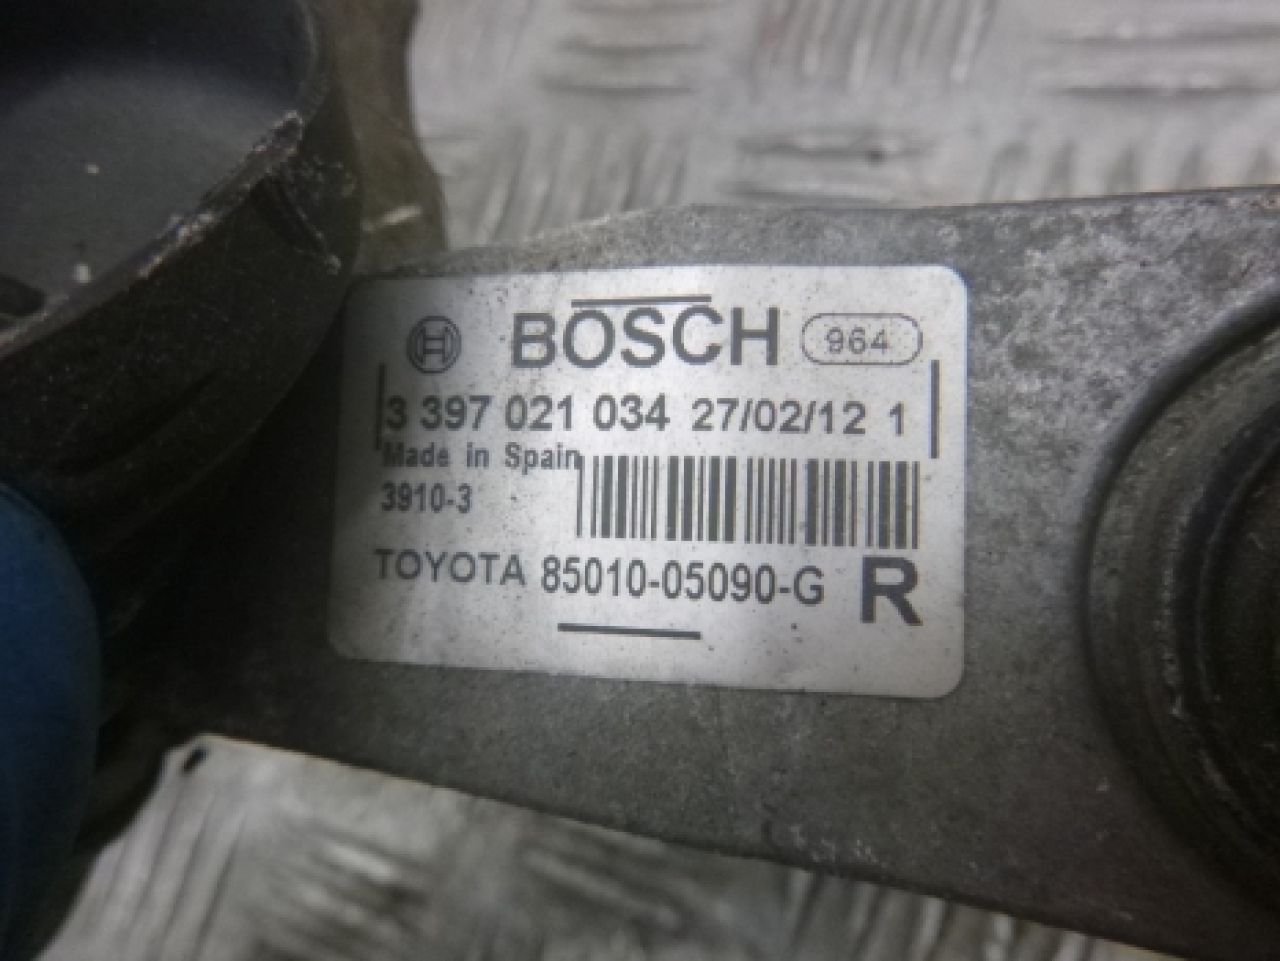 BOSCH 964
3 397 021 034 27/02/12 1
Made in Spain
3910-3
TOYOTA 85010-05090-G R